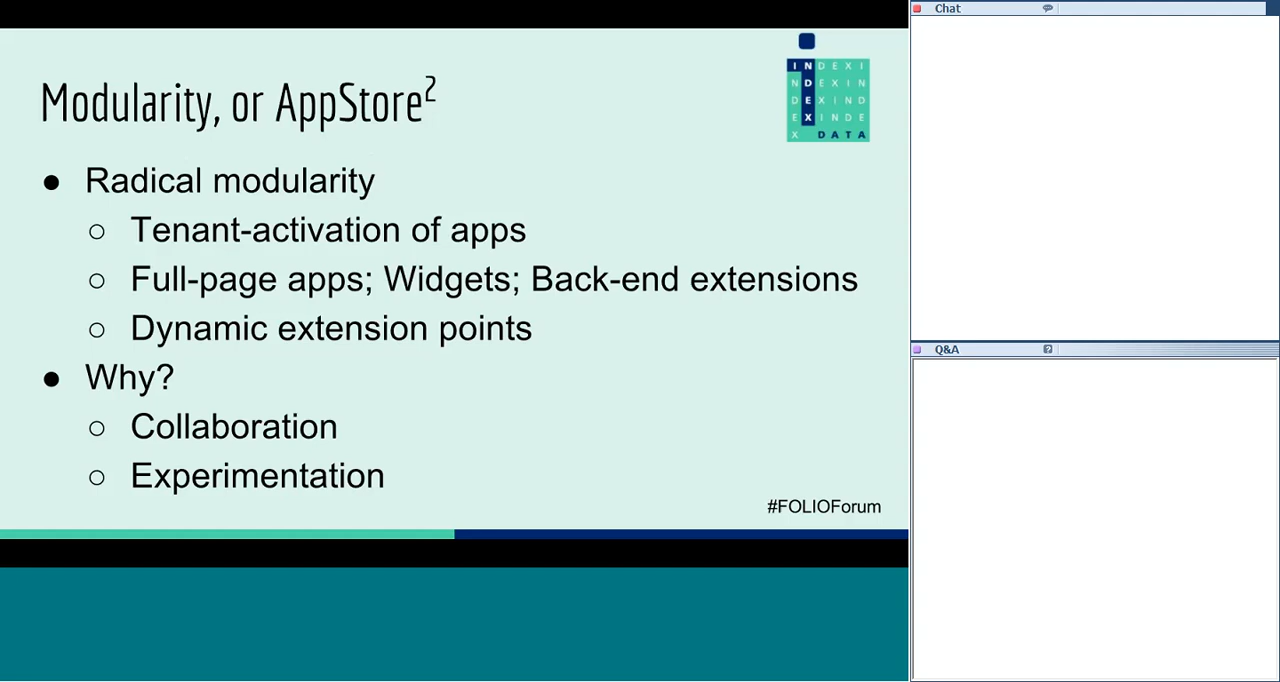 Modularity, or AppStore²
INDEXI
NDEXIN
DEXIND
EXINDE
X DATA
● Radical modularity
○ Tenant-activation of apps
○ Full-page apps; Widgets; Back-end extensions
○ Dynamic extension points
● Why?
○ Collaboration
○ Experimentation
#FOLIOForum
Chat
Q&A